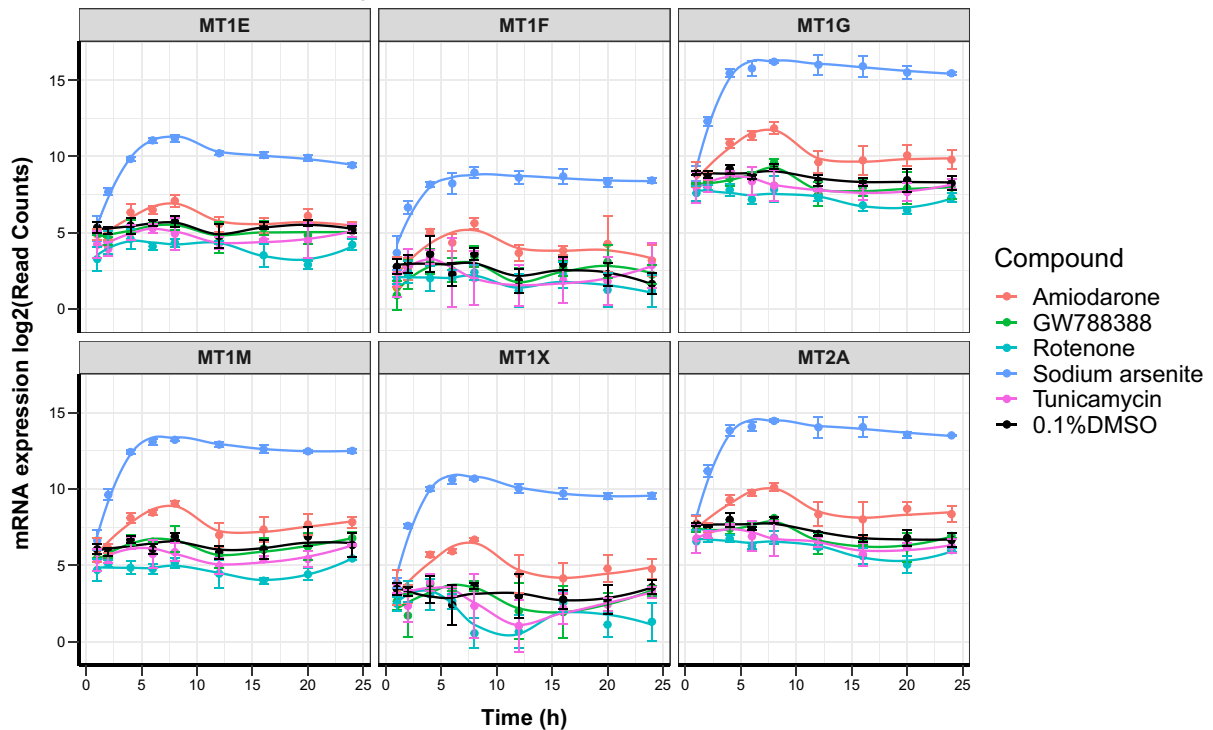 MT1E MT1F MT1G
15
10
5
0
MT1M MT1X MT2A
15
10
5
0
0 5 10 15 20 25 0 5 10 15 20 25 0 5 10 15 20 25
Time (h)
mRNA expression log2(Read Counts)
Compound
Amiodarone
GW788388
Rotenone
Sodium arsenite
Tunicamycin
0.1%DMSO